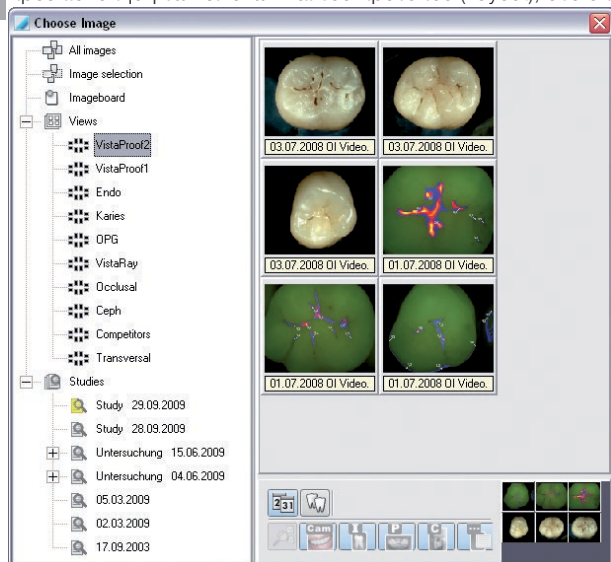 Choose Image
All images
Image selection
Imageboard
Views
VistaProof2
VistaProof1
Endo
Karies
OPG
VistaRay
Occlusal
Ceph
Competitors
Transversal
Studies
Study 29.09.2009
Study 28.09.2009
Untersuchung 15.06.2009
Untersuchung 04.06.2009
05.03.2009
02.03.2009
17.09.2003
03.07.2008 OI Video.
03.07.2008 OI Video.
03.07.2008 OI Video.
01.07.2008 OI Video.
01.07.2008 OI Video.
01.07.2008 OI Video.
2 31
Cam
I
P
C